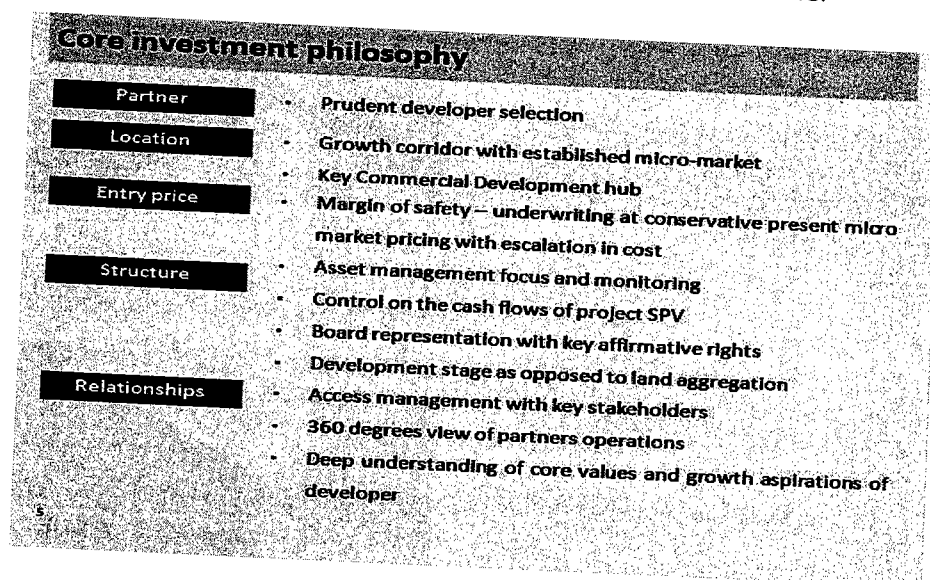 Core investment philosophy
Partner
• Prudent developer selection
Location
• Growth corridor with established micro-market
• Key Commercial Development hub
Entry price
• Margin of safety – underwriting at conservative present micro
market pricing with escalation in cost
Structure
• Asset management focus and monitoring
• Control on the cash flows of project SPV
• Board representation with key affirmative rights
• Development stage as opposed to land aggregation
Relationships
• Access management with key stakeholders
• 360 degrees view of partners operations
• Deep understanding of core values and growth aspirations of
developer
5